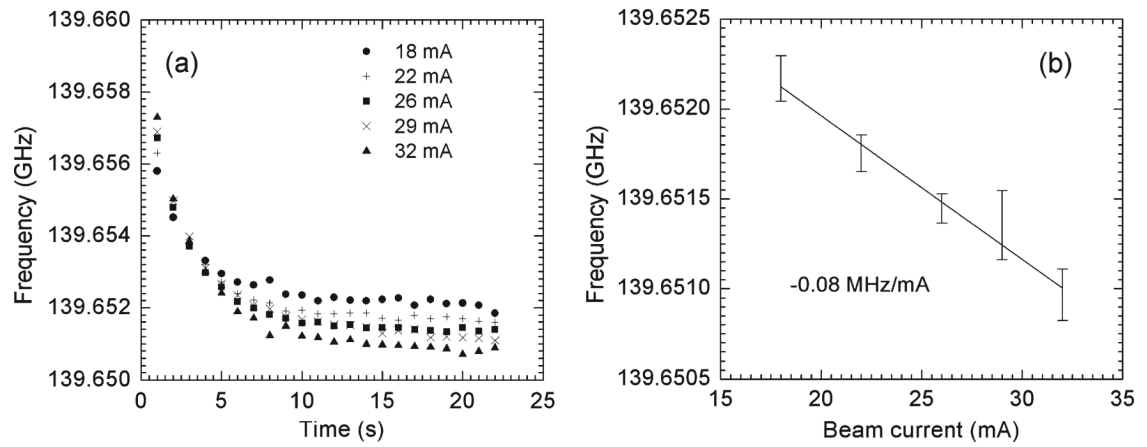 (a)
18 mA
22 mA
26 mA
29 mA
32 mA
Frequency (GHz)
139.660
139.658
139.656
139.654
139.652
139.650
0 5 10 15 20 25
Time (s)
(b)
-0.08 MHz/mA
Frequency (GHz)
139.6525
139.6520
139.6515
139.6510
139.6505
15 20 25 30 35
Beam current (mA)